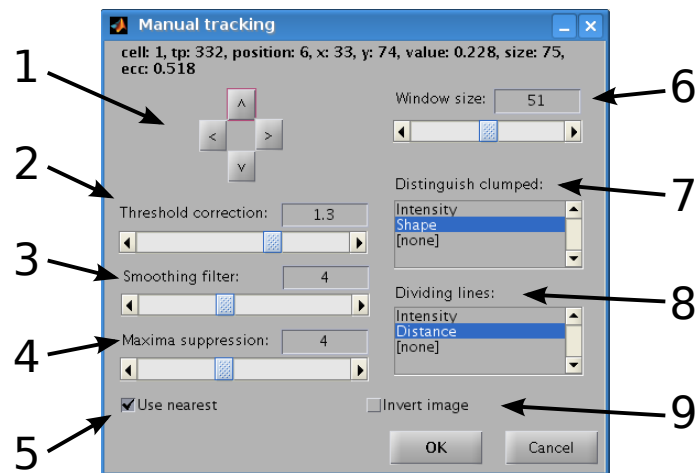 Manual tracking
cell: 1, tp: 332, position: 6, x: 33, y: 74, value: 0.228, size: 75,
ecc: 0.518
1
^
<
>
v
Window size: 51
6
2
Threshold correction: 1.3
Distinguish clumped:
Intensity
Shape
[none]
7
3
Smoothing filter: 4
Dividing lines:
Intensity
Distance
[none]
8
4
Maxima suppression: 4
5
Use nearest
Invert image
9
OK
Cancel